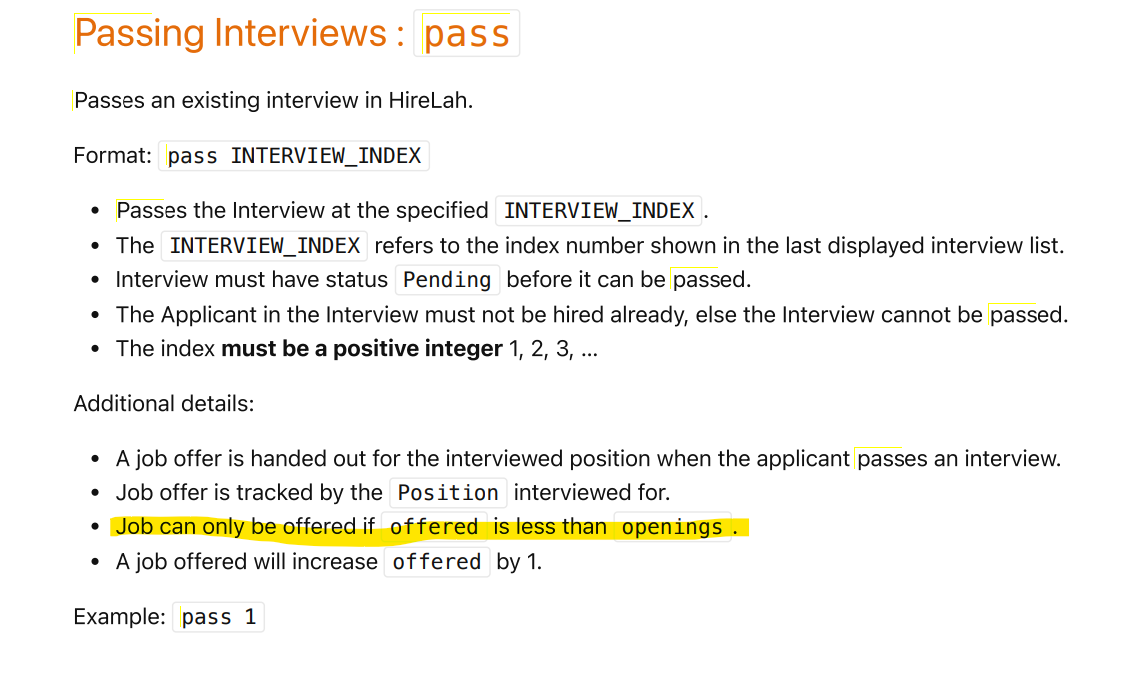 Passing Interviews : pass
Passes an existing interview in HireLah.
Format: pass INTERVIEW_INDEX
• Passes the Interview at the specified INTERVIEW_INDEX.
• The INTERVIEW_INDEX refers to the index number shown in the last displayed interview list.
• Interview must have status Pending before it can be passed.
• The Applicant in the Interview must not be hired already, else the Interview cannot be passed.
• The index must be a positive integer 1, 2, 3, ...
Additional details:
• A job offer is handed out for the interviewed position when the applicant passes an interview.
• Job offer is tracked by the Position interviewed for.
• Job can only be offered if offered is less than openings.
• A job offered will increase offered by 1.
Example: pass 1